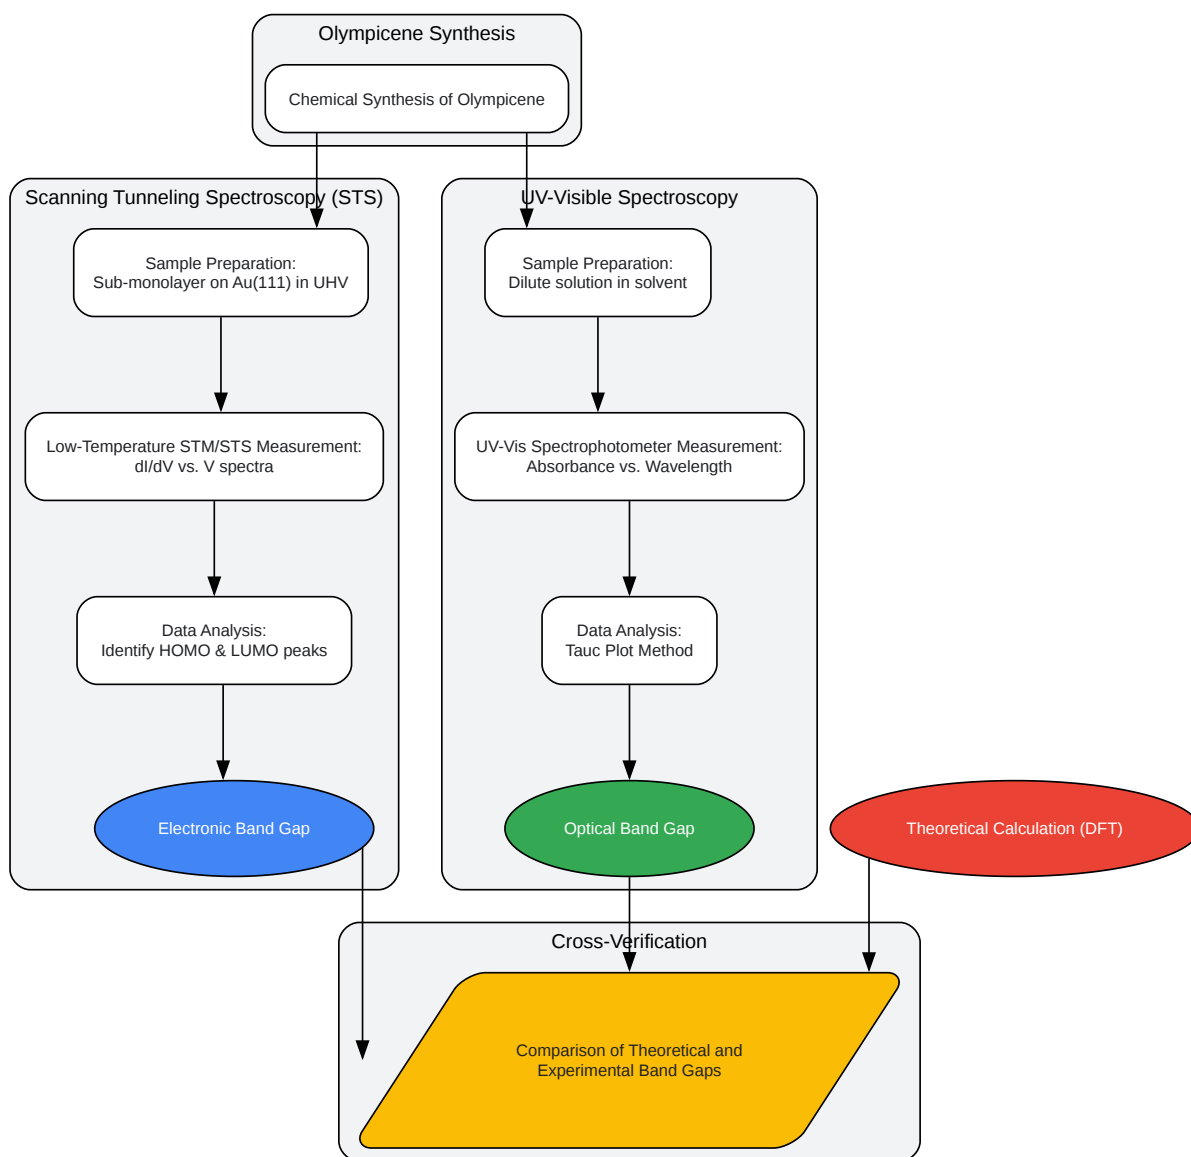 Olympicene Synthesis
Chemical Synthesis of Olympicene
Scanning Tunneling Spectroscopy (STS)
Sample Preparation:
Sub-monolayer on Au(111) in UHV
Low-Temperature STM/STS Measurement:
dI/dV vs. V spectra
Data Analysis:
Identify HOMO & LUMO peaks
Electronic Band Gap
UV-Visible Spectroscopy
Sample Preparation:
Dilute solution in solvent
UV-Vis Spectrophotometer Measurement:
Absorbance vs. Wavelength
Data Analysis:
Tauc Plot Method
Optical Band Gap
Theoretical Calculation (DFT)
Cross-Verification
Comparison of Theoretical and
Experimental Band Gaps